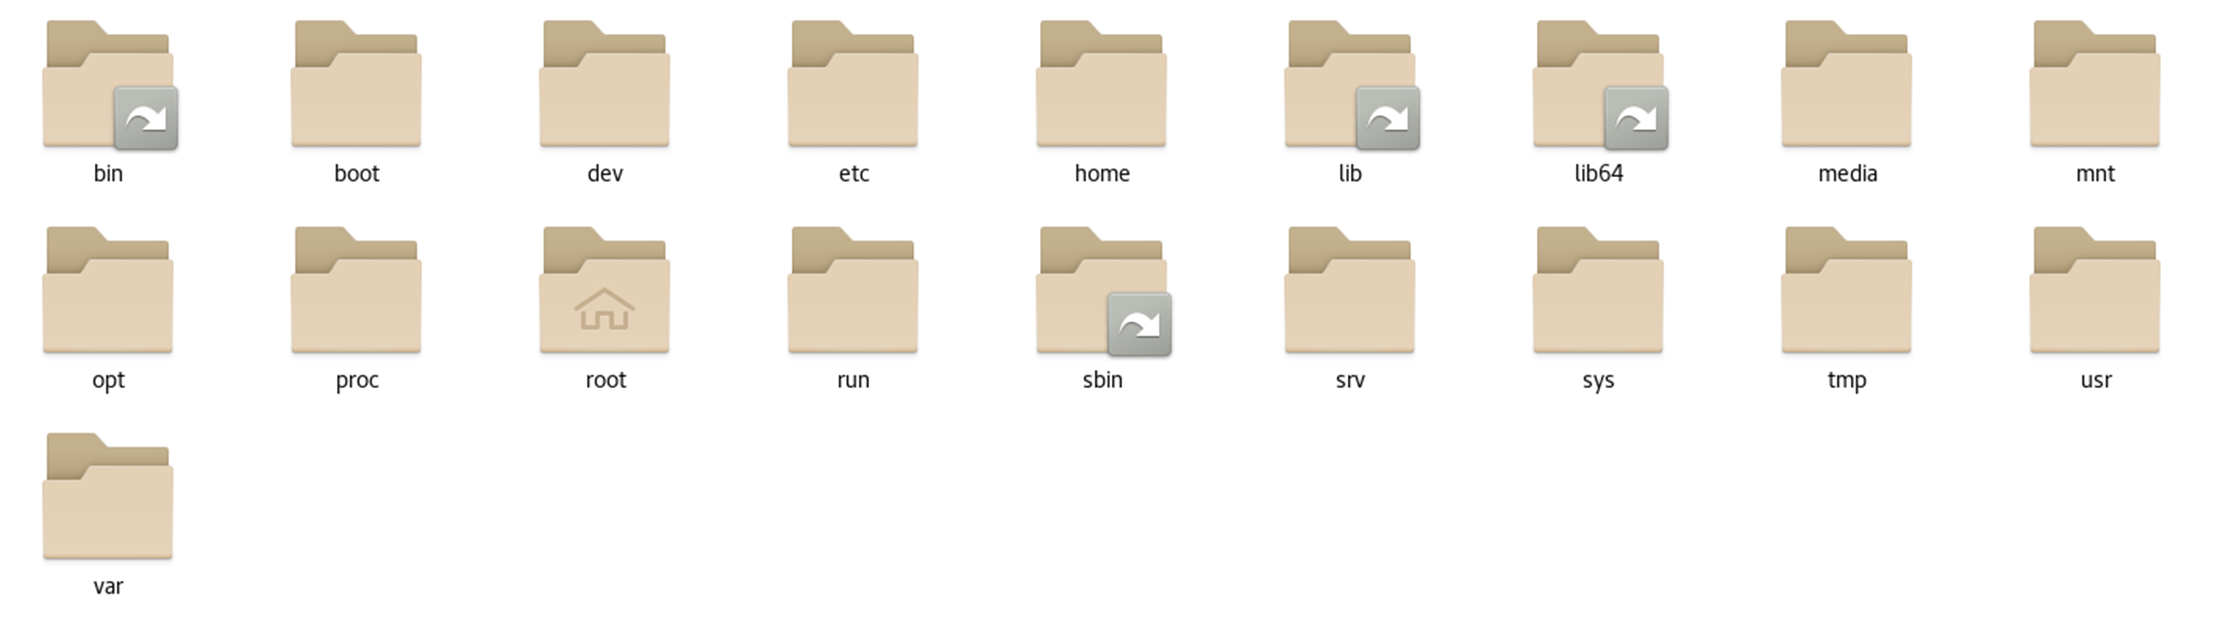 bin boot dev etc home lib lib64 media mnt
opt proc root run sbin srv sys tmp usr
var